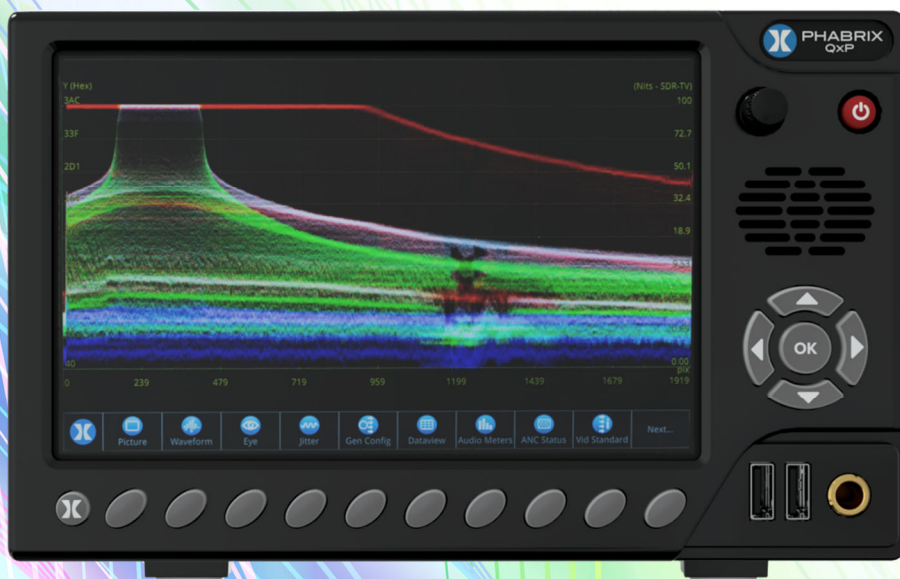 PHABRIX
QxP
Y (Hex)
(Nits - SDR-TV)
3AC
100
33F
72.7
2D1
50.1
32.4
18.9
40
0.00
pix
0 239 479 719 959 1199 1439 1679 1919
Picture Waveform Eye Jitter Gen Config Dataview Audio Meters ANC Status Vid Standard Next...
OK